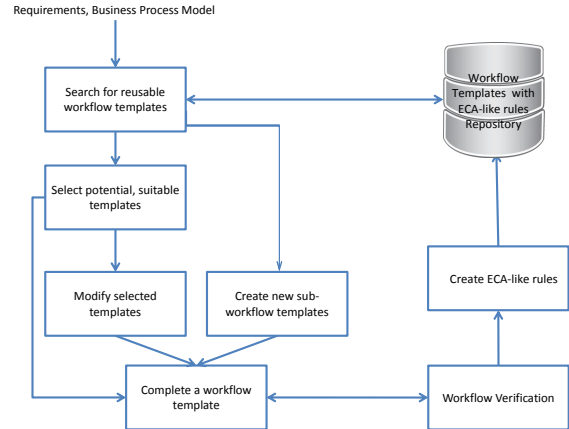 Requirements, Business Process Model
Search for reusable
workflow templates
Workflow
Templates with
ECA-like rules
Repository
Select potential, suitable
templates
Modify selected
templates
Create new sub-
workflow templates
Create ECA-like rules
Complete a workflow
template
Workflow Verification